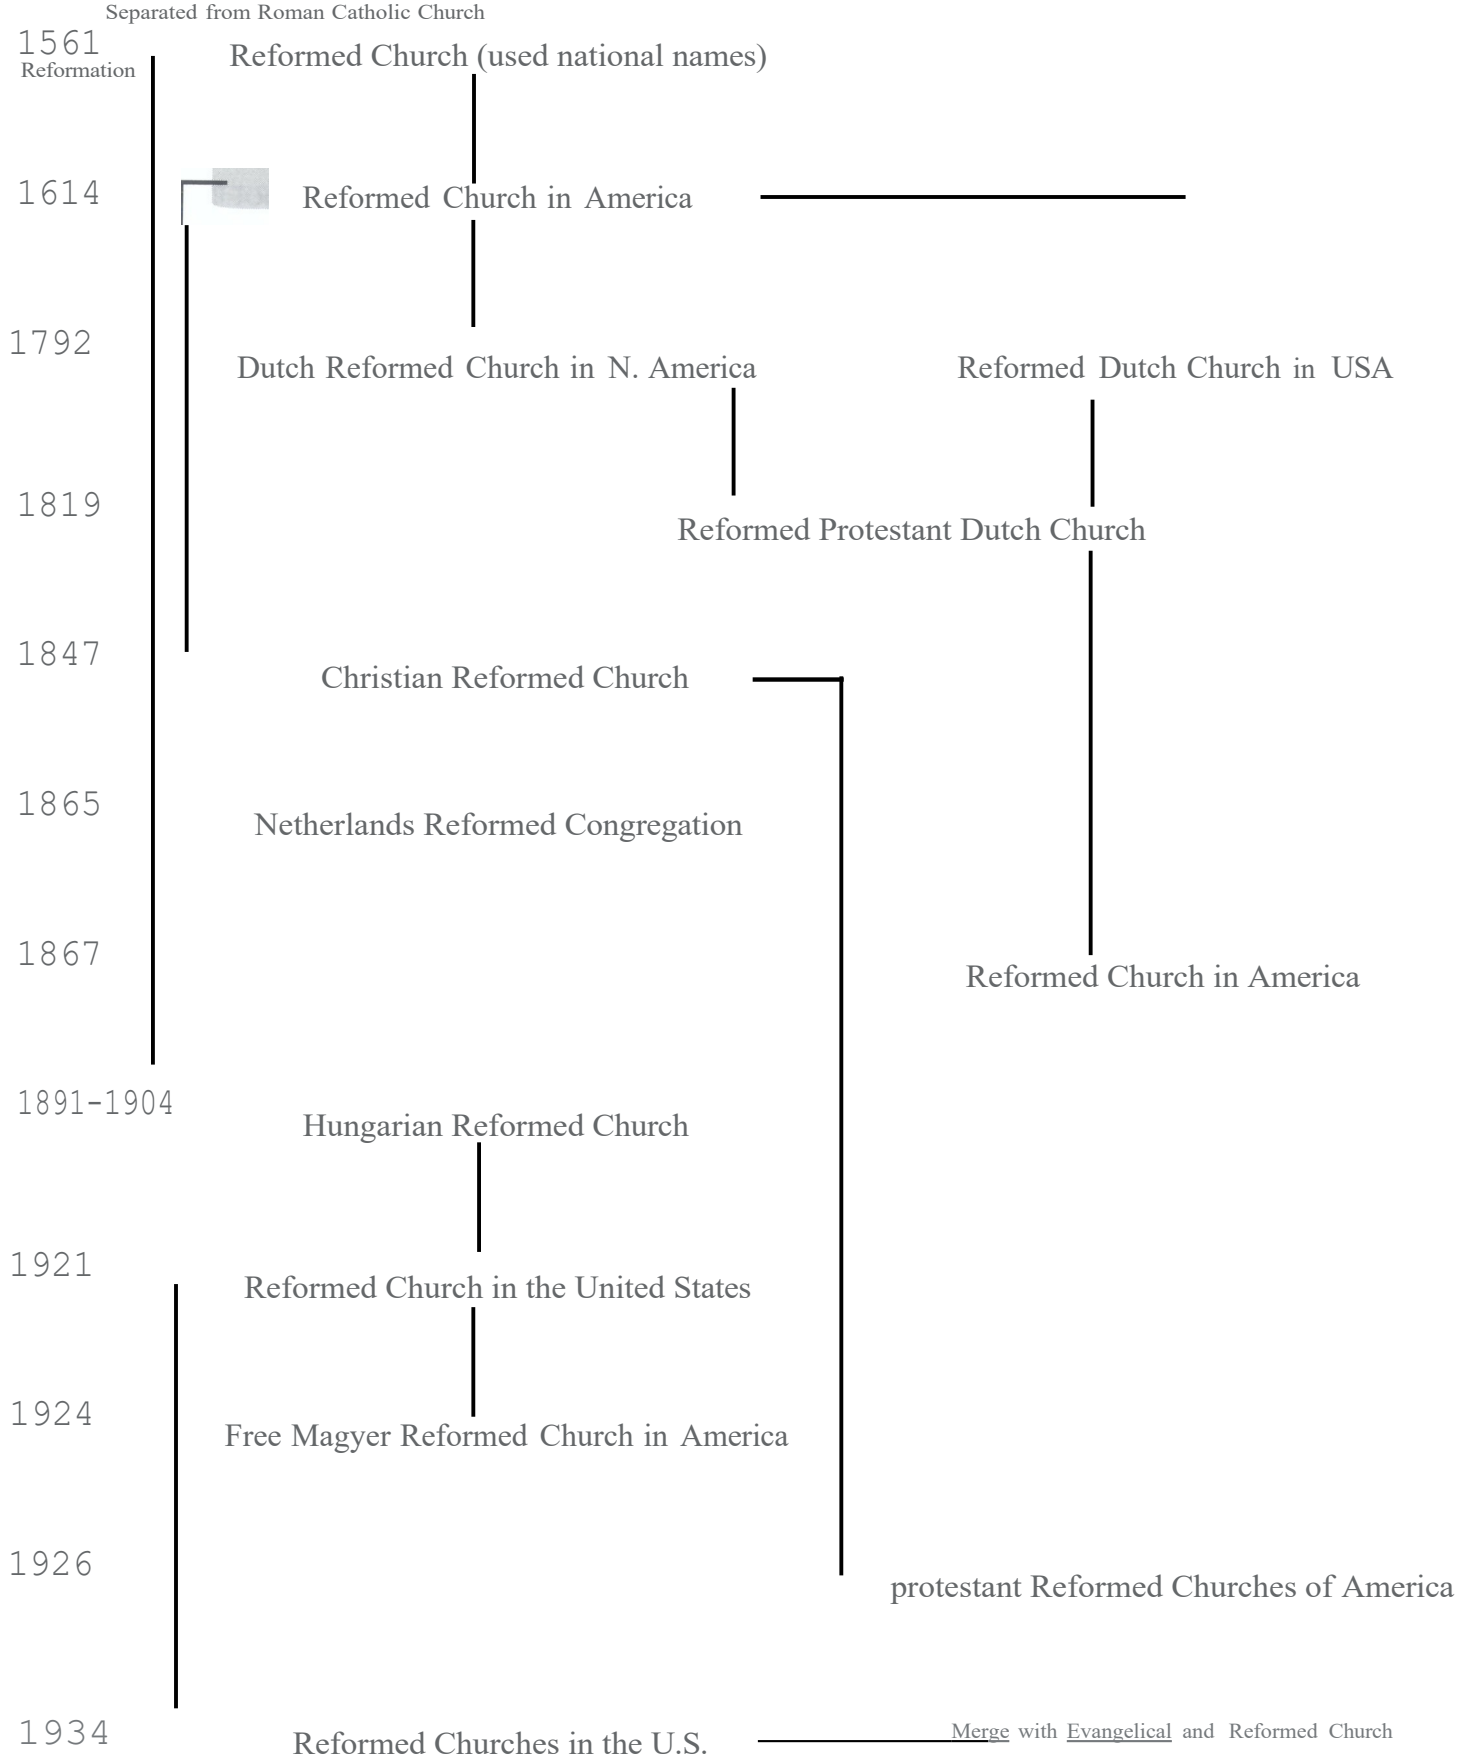 Separated from Roman Catholic Church
1561
Reformation
Reformed Church (used national names)
1614
Reformed Church in America
1792
Dutch Reformed Church in N. America
Reformed Dutch Church in USA
1819
Reformed Protestant Dutch Church
1847
Christian Reformed Church
1865
Netherlands Reformed Congregation
1867
Reformed Church in America
1891-1904
Hungarian Reformed Church
1921
Reformed Church in the United States
1924
Free Magyer Reformed Church in America
1926
protestant Reformed Churches of America
1934
Reformed Churches in the U.S.
Merge with Evangelical and Reformed Church